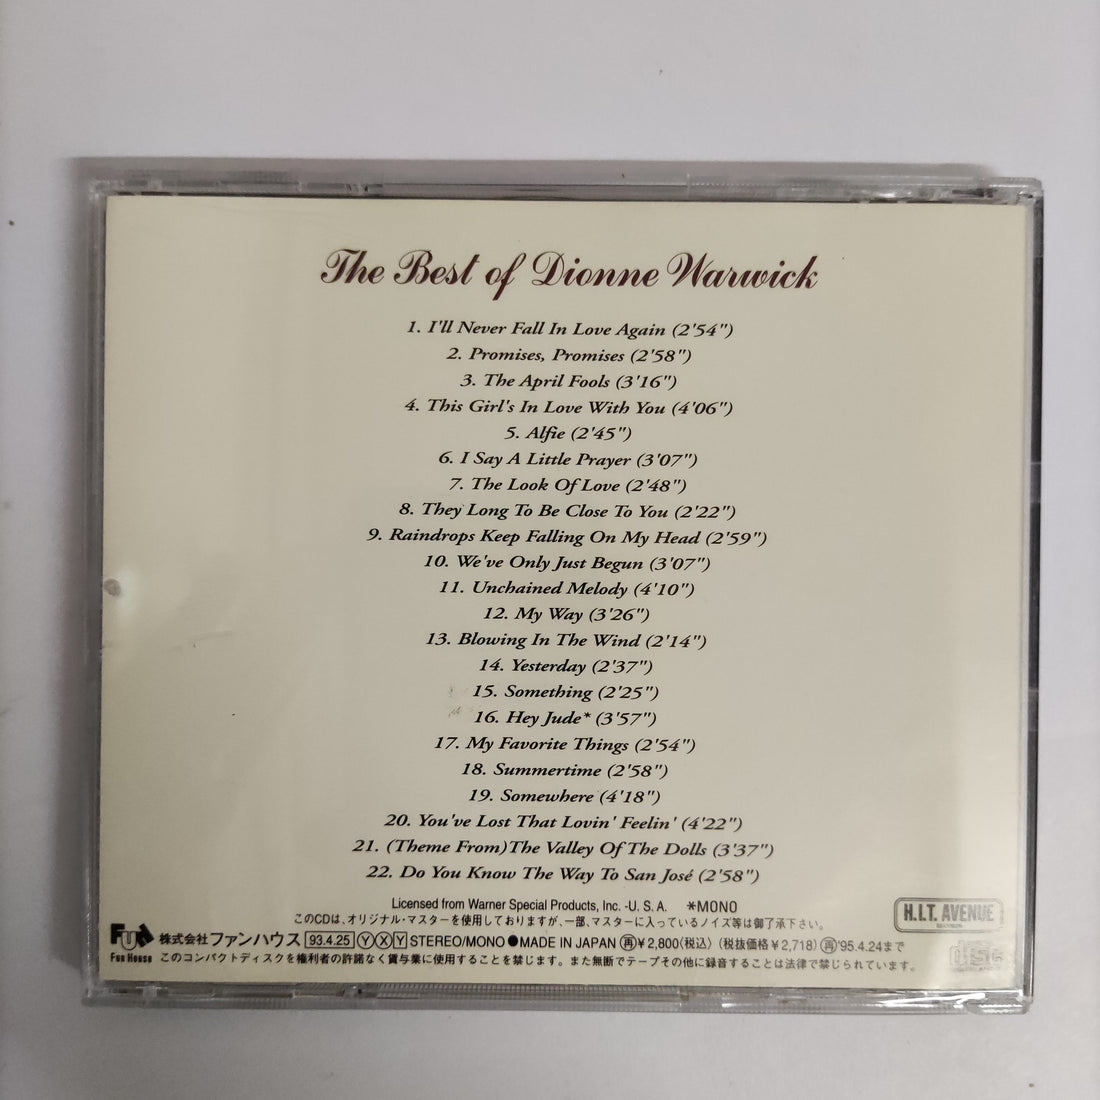 The Best of Dionne Warwick
1. I'll Never Fall In Love Again (2'54")
2. Promises, Promises (2'58")
3. The April Fools (3'16")
4. This Girl's In Love With You (4'06")
5. Alfie (2'45")
6. I Say A Little Prayer (3'07")
7. The Look Of Love (2'48")
8. They Long To Be Close To You (2'22")
9. Raindrops Keep Falling On My Head (2'59")
10. We've Only Just Begun (3'07")
11. Unchained Melody (4'10")
12. My Way (3'26")
13. Blowing In The Wind (2'14")
14. Yesterday (2'37")
15. Something (2'25")
16. Hey Jude* (3'57")
17. My Favorite Things (2'54")
18. Summertime (2'58")
19. Somewhere (4'18")
20. You've Lost That Lovin' Feelin' (4'22")
21. (Theme From)The Valley Of The Dolls (3'37")
22. Do You Know The Way To San José (2'58")
Licensed from Warner Special Products, Inc. -U. S. A. *MONO
このCDは、オリジナル・マスターを使用しておりますが、一部、マスターに入っているノイズ等は御了承下さい。
H.I.T. AVENUE
Fun House
株式会社ファンハウス 93.4.25 ⓎⓍⓎ STEREO/MONO ●MADE IN JAPAN ㊢¥2,800(税込) (税抜価格¥2,718) ㊢'95.4.24まで
このコンパクトディスクを権利者の許諾なく賃与業に使用することを禁じます。また無断でテープその他に録音することは法律で禁じられています。
disc